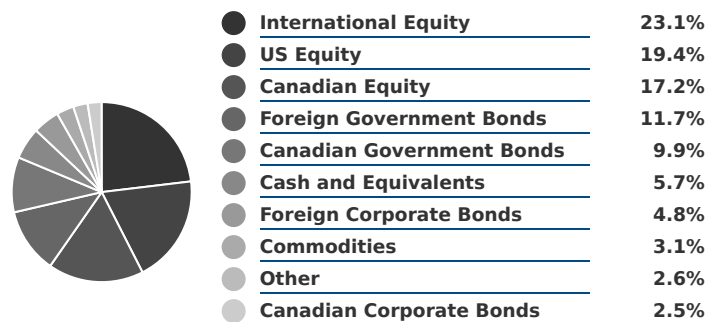 International Equity 23.1%
US Equity 19.4%
Canadian Equity 17.2%
Foreign Government Bonds 11.7%
Canadian Government Bonds 9.9%
Cash and Equivalents 5.7%
Foreign Corporate Bonds 4.8%
Commodities 3.1%
Other 2.6%
Canadian Corporate Bonds 2.5%